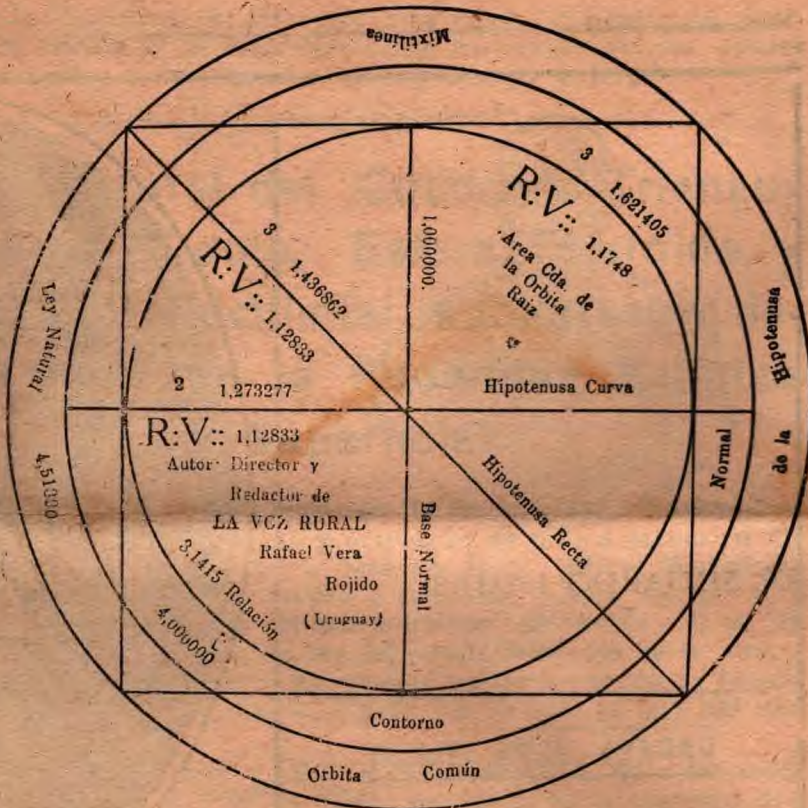 Mixtilínea
Ley Natural
4,51300
Hipotenusa
de la
Normal
3 1,621405
R:V:: 1,1748
Area Cda. de
la Orbita
Raiz
3 1,436862
R:V:: 1,12833
1,000000.
2 1,273277
Hipotenusa Curva
R:V:: 1,12833
Autor Director y
Redactor de
LA VOZ RURAL
Rafael Vera
Rojido
(Uruguay)
3,1415 Relación
4,000000
Base Normal
Hipotenusa Recta
Contorno
Orbita Común